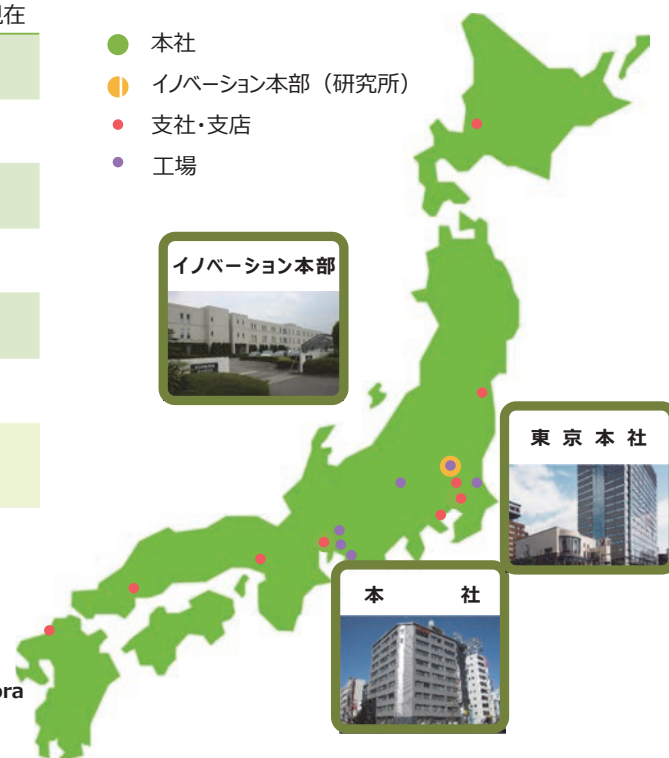 現在
本社
イノベーション本部（研究所）
支社・支店
工場
イノベーション本部
東 京 本 社
本 社
ora